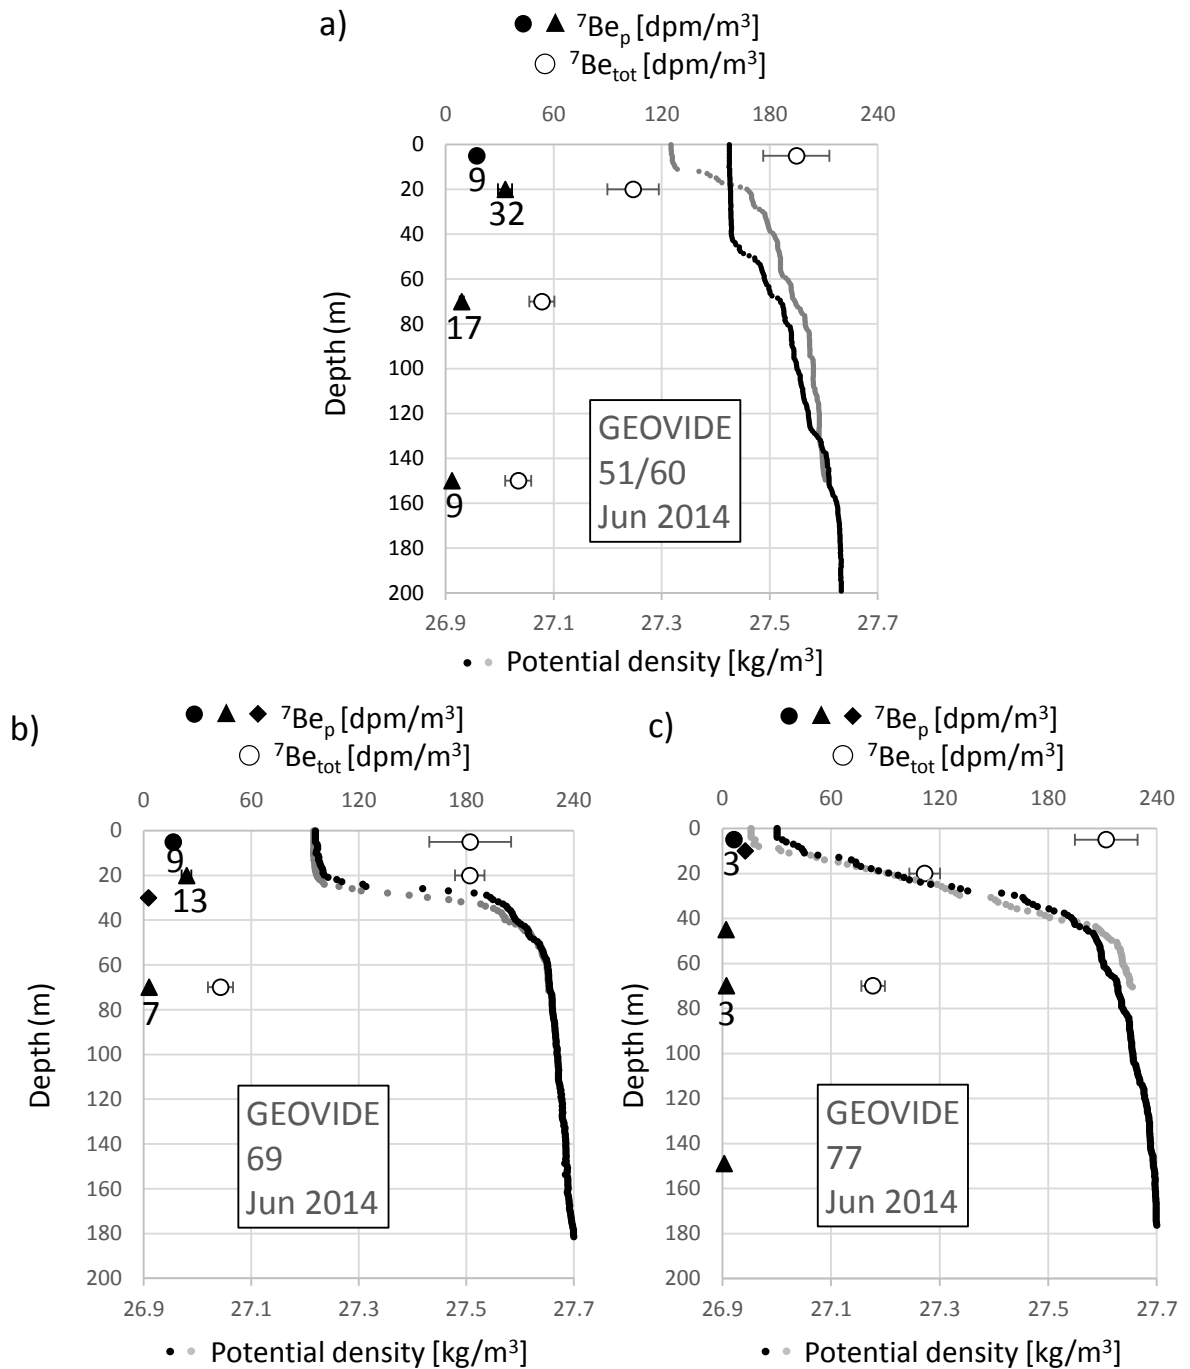 a)
● ▲ ⁷Beₚ [dpm/m³]
○ ⁷Beₜₒₜ [dpm/m³]
0 60 120 180 240
0
20
40
60
80
100
120
140
160
180
200
Depth (m)
9
32
17
9
GEOVIDE
51/60
Jun 2014
26.9 27.1 27.3 27.5 27.7
• • Potential density [kg/m³]
b)
● ▲ ◆ ⁷Beₚ [dpm/m³]
○ ⁷Beₜₒₜ [dpm/m³]
0 60 120 180 240
0
20
40
60
80
100
120
140
160
180
200
Depth (m)
9
13
7
GEOVIDE
69
Jun 2014
26.9 27.1 27.3 27.5 27.7
• • Potential density [kg/m³]
c)
● ▲ ◆ ⁷Beₚ [dpm/m³]
○ ⁷Beₜₒₜ [dpm/m³]
0 60 120 180 240
0
20
40
60
80
100
120
140
160
180
200
Depth (m)
3
3
GEOVIDE
77
Jun 2014
26.9 27.1 27.3 27.5 27.7
• • Potential density [kg/m³]